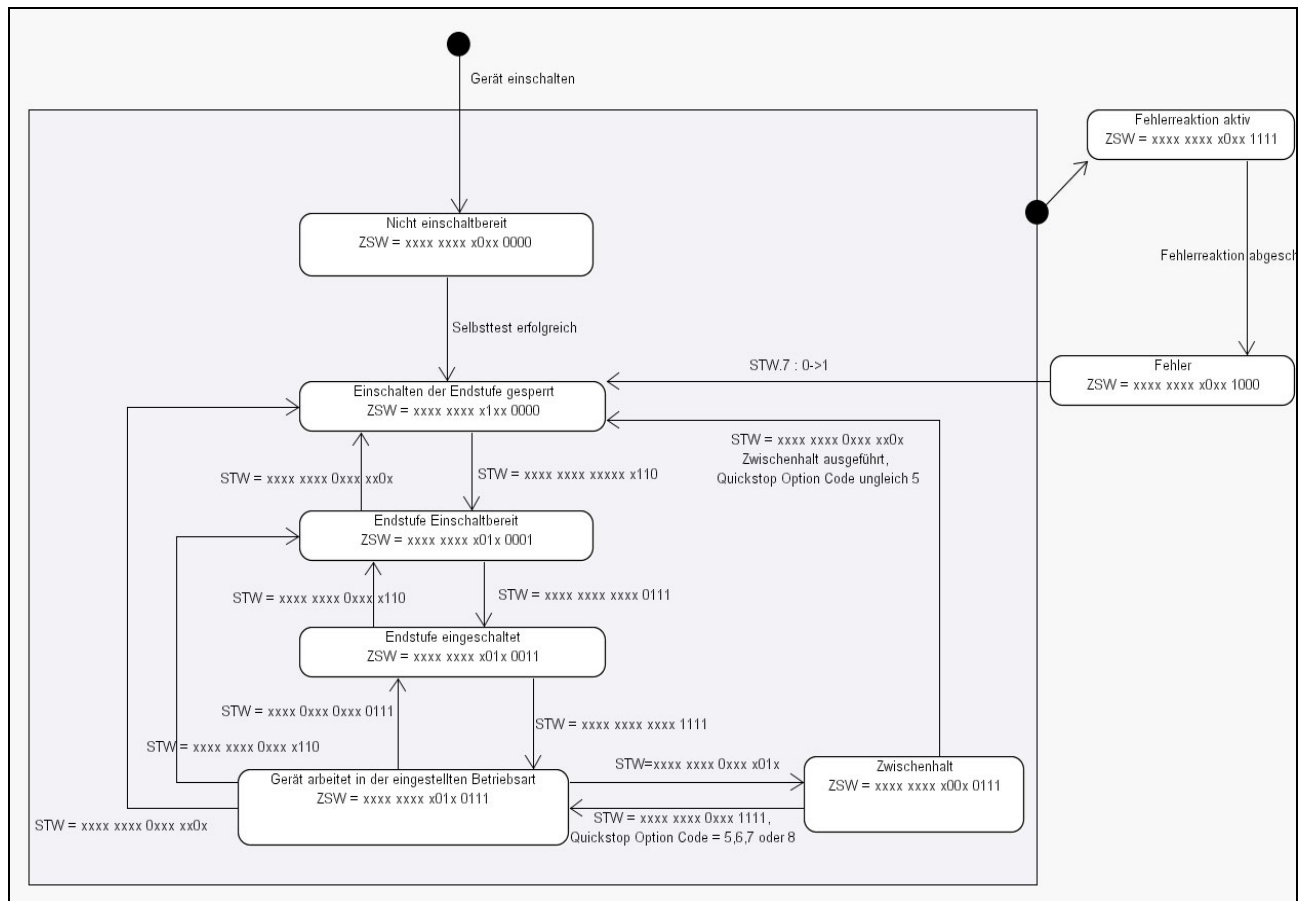 Gerät einschalten
Fehlerreaktion aktiv
ZSW = xxxx xxxx x0xx 1111
Nicht einschaltbereit
ZSW = xxxx xxxx x0xx 0000
Fehlerreaktion abgesch
Selbsttest erfolgreich
STW.7 : 0->1
Fehler
ZSW = xxxx xxxx x0xx 1000
Einschalten der Endstufe gesperrt
ZSW = xxxx xxxx x1xx 0000
STW = xxxx xxxx 0xxx xx0x
Zwischenhalt ausgeführt,
Quickstop Option Code ungleich 5
STW = xxxx xxxx 0xxx xx0x
STW = xxxx xxxx xxxxx x110
Endstufe Einschaltbereit
ZSW = xxxx xxxx x01x 0001
STW = xxxx xxxx 0xxx x110
STW = xxxx xxxx xxxx 0111
Endstufe eingeschaltet
ZSW = xxxx xxxx x01x 0011
STW = xxxx 0xxx 0xxx 0111
STW = xxxx xxxx xxxx 1111
STW = xxxx xxxx 0xxx x110
STW=xxxx xxxx 0xxx x01x
Gerät arbeitet in der eingestellten Betriebsart
ZSW = xxxx xxxx x01x 0111
Zwischenhalt
ZSW = xxxx xxxx x00x 0111
STW = xxxx xxxx 0xxx xx0x
STW = xxxx xxxx 0xxx 1111,
Quickstop Option Code = 5,6,7 oder 8